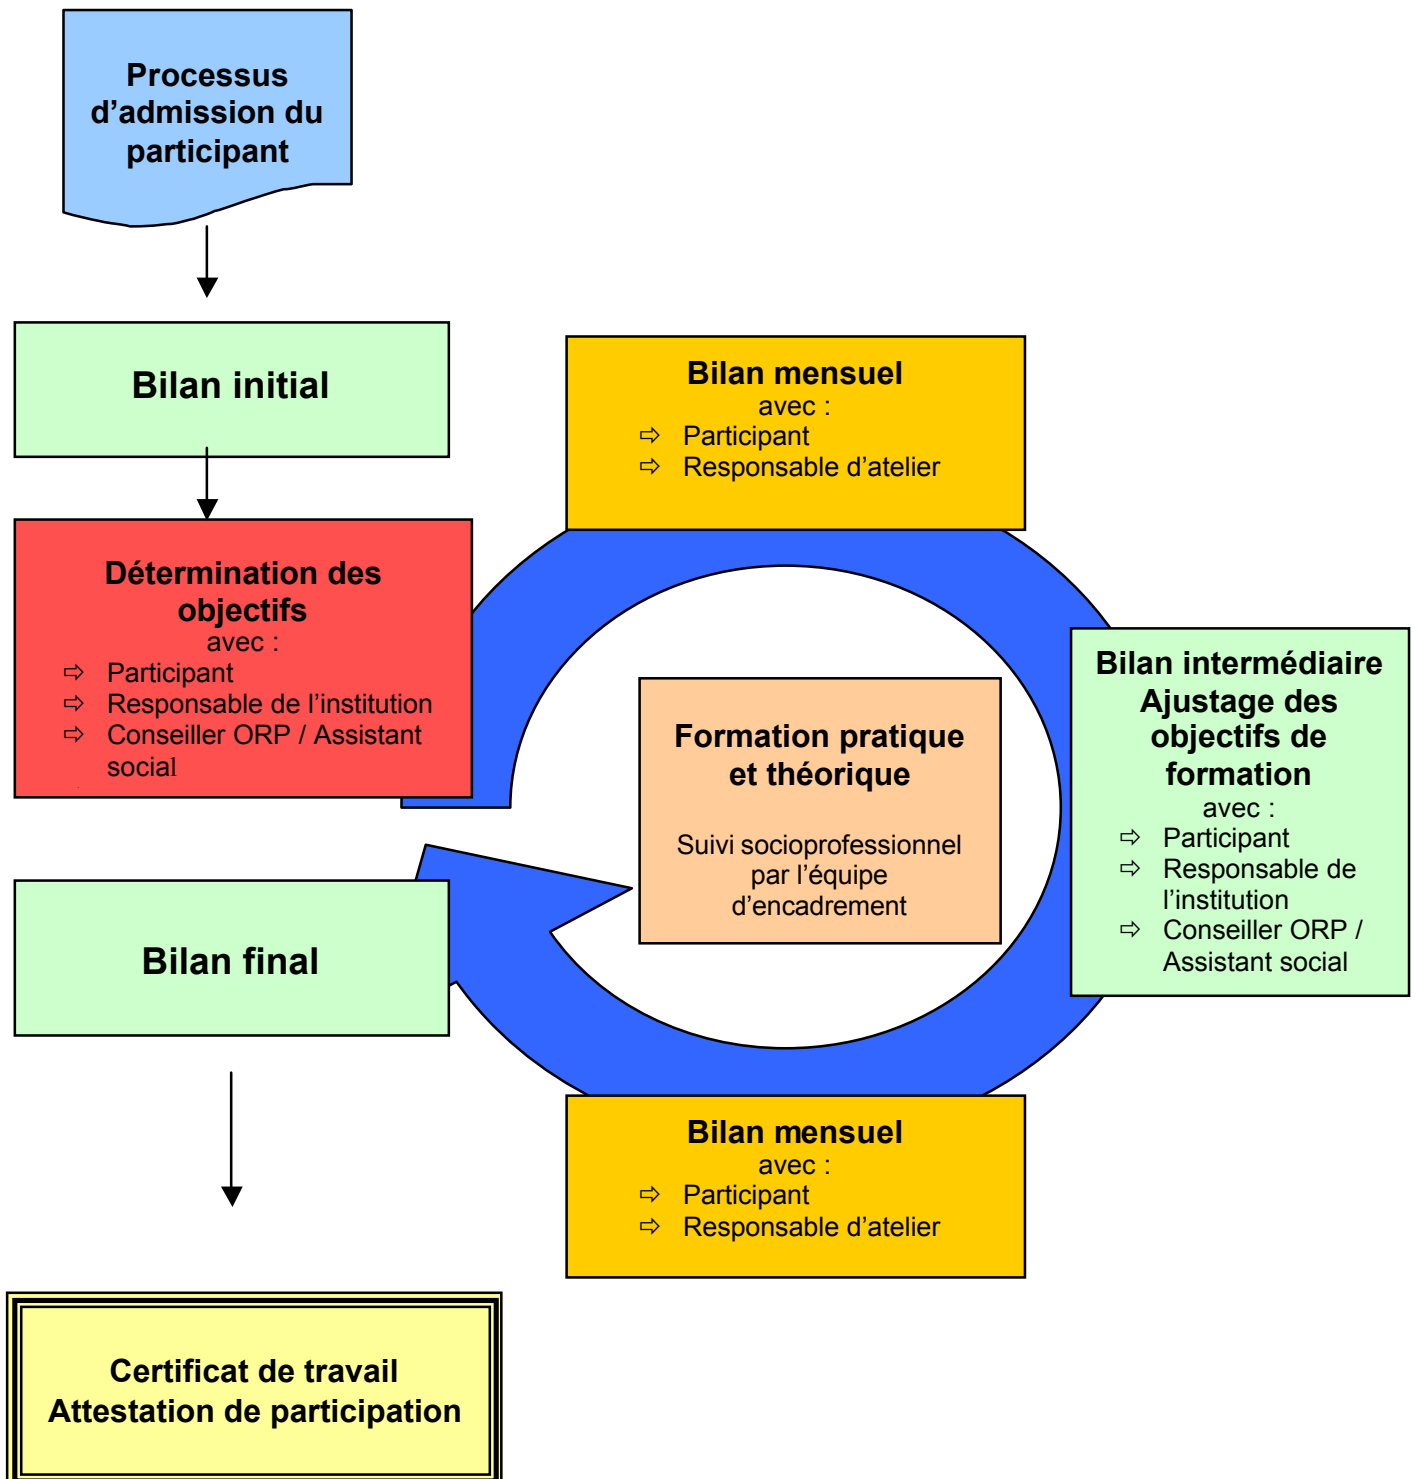 Processus
d’admission du
participant
Bilan initial
Détermination des
objectifs
avec :
⇨ Participant
⇨ Responsable de l’institution
⇨ Conseiller ORP / Assistant
social
Bilan mensuel
avec :
⇨ Participant
⇨ Responsable d’atelier
Bilan intermédiaire
Ajustage des
objectifs de
formation
avec :
⇨ Participant
⇨ Responsable de
l’institution
⇨ Conseiller ORP /
Assistant social
Formation pratique
et théorique
Suivi socioprofessionnel
par l’équipe
d’encadrement
Bilan mensuel
avec :
⇨ Participant
⇨ Responsable d’atelier
Bilan final
Certificat de travail
Attestation de participation